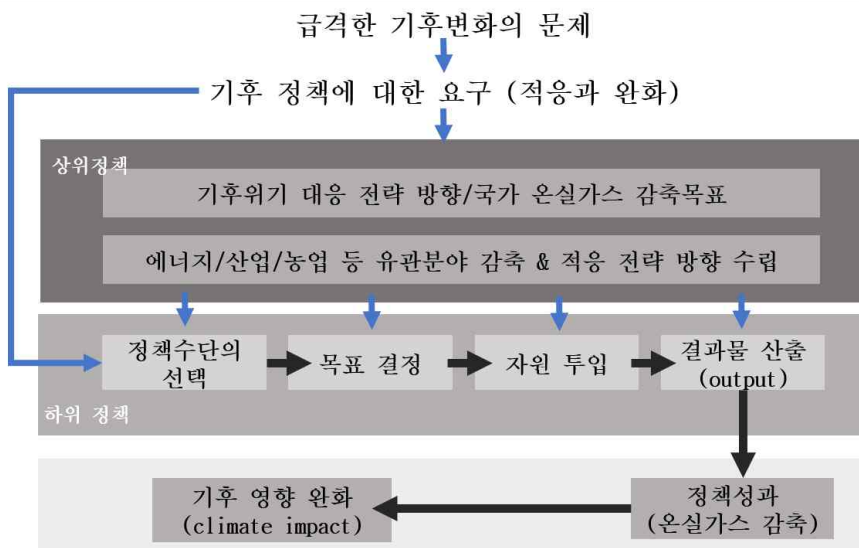 급격한 기후변화의 문제
기후 정책에 대한 요구 (적응과 완화)
상위정책
기후위기 대응 전략 방향/국가 온실가스 감축목표
에너지/산업/농업 등 유관분야 감축 & 적응 전략 방향 수립
정책수단의
선택
목표 결정
자원 투입
결과물 산출
(output)
하위 정책
기후 영향 완화
(climate impact)
정책성과
(온실가스 감축)